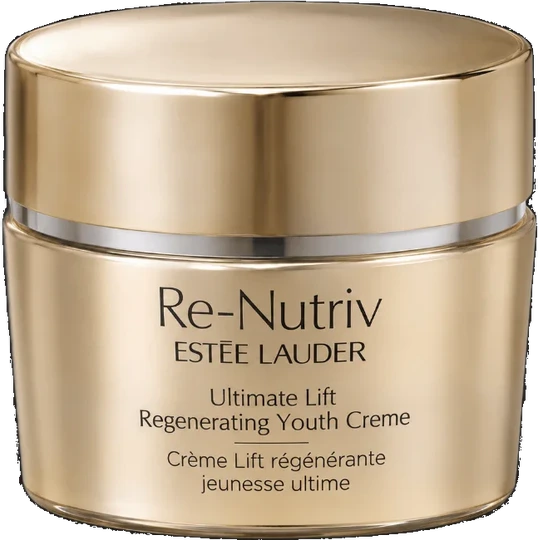 Re-Nutriv
ESTĒE LAUDER
Ultimate Lift
Regenerating Youth Creme
Crème Lift régénérante
jeunesse ultime